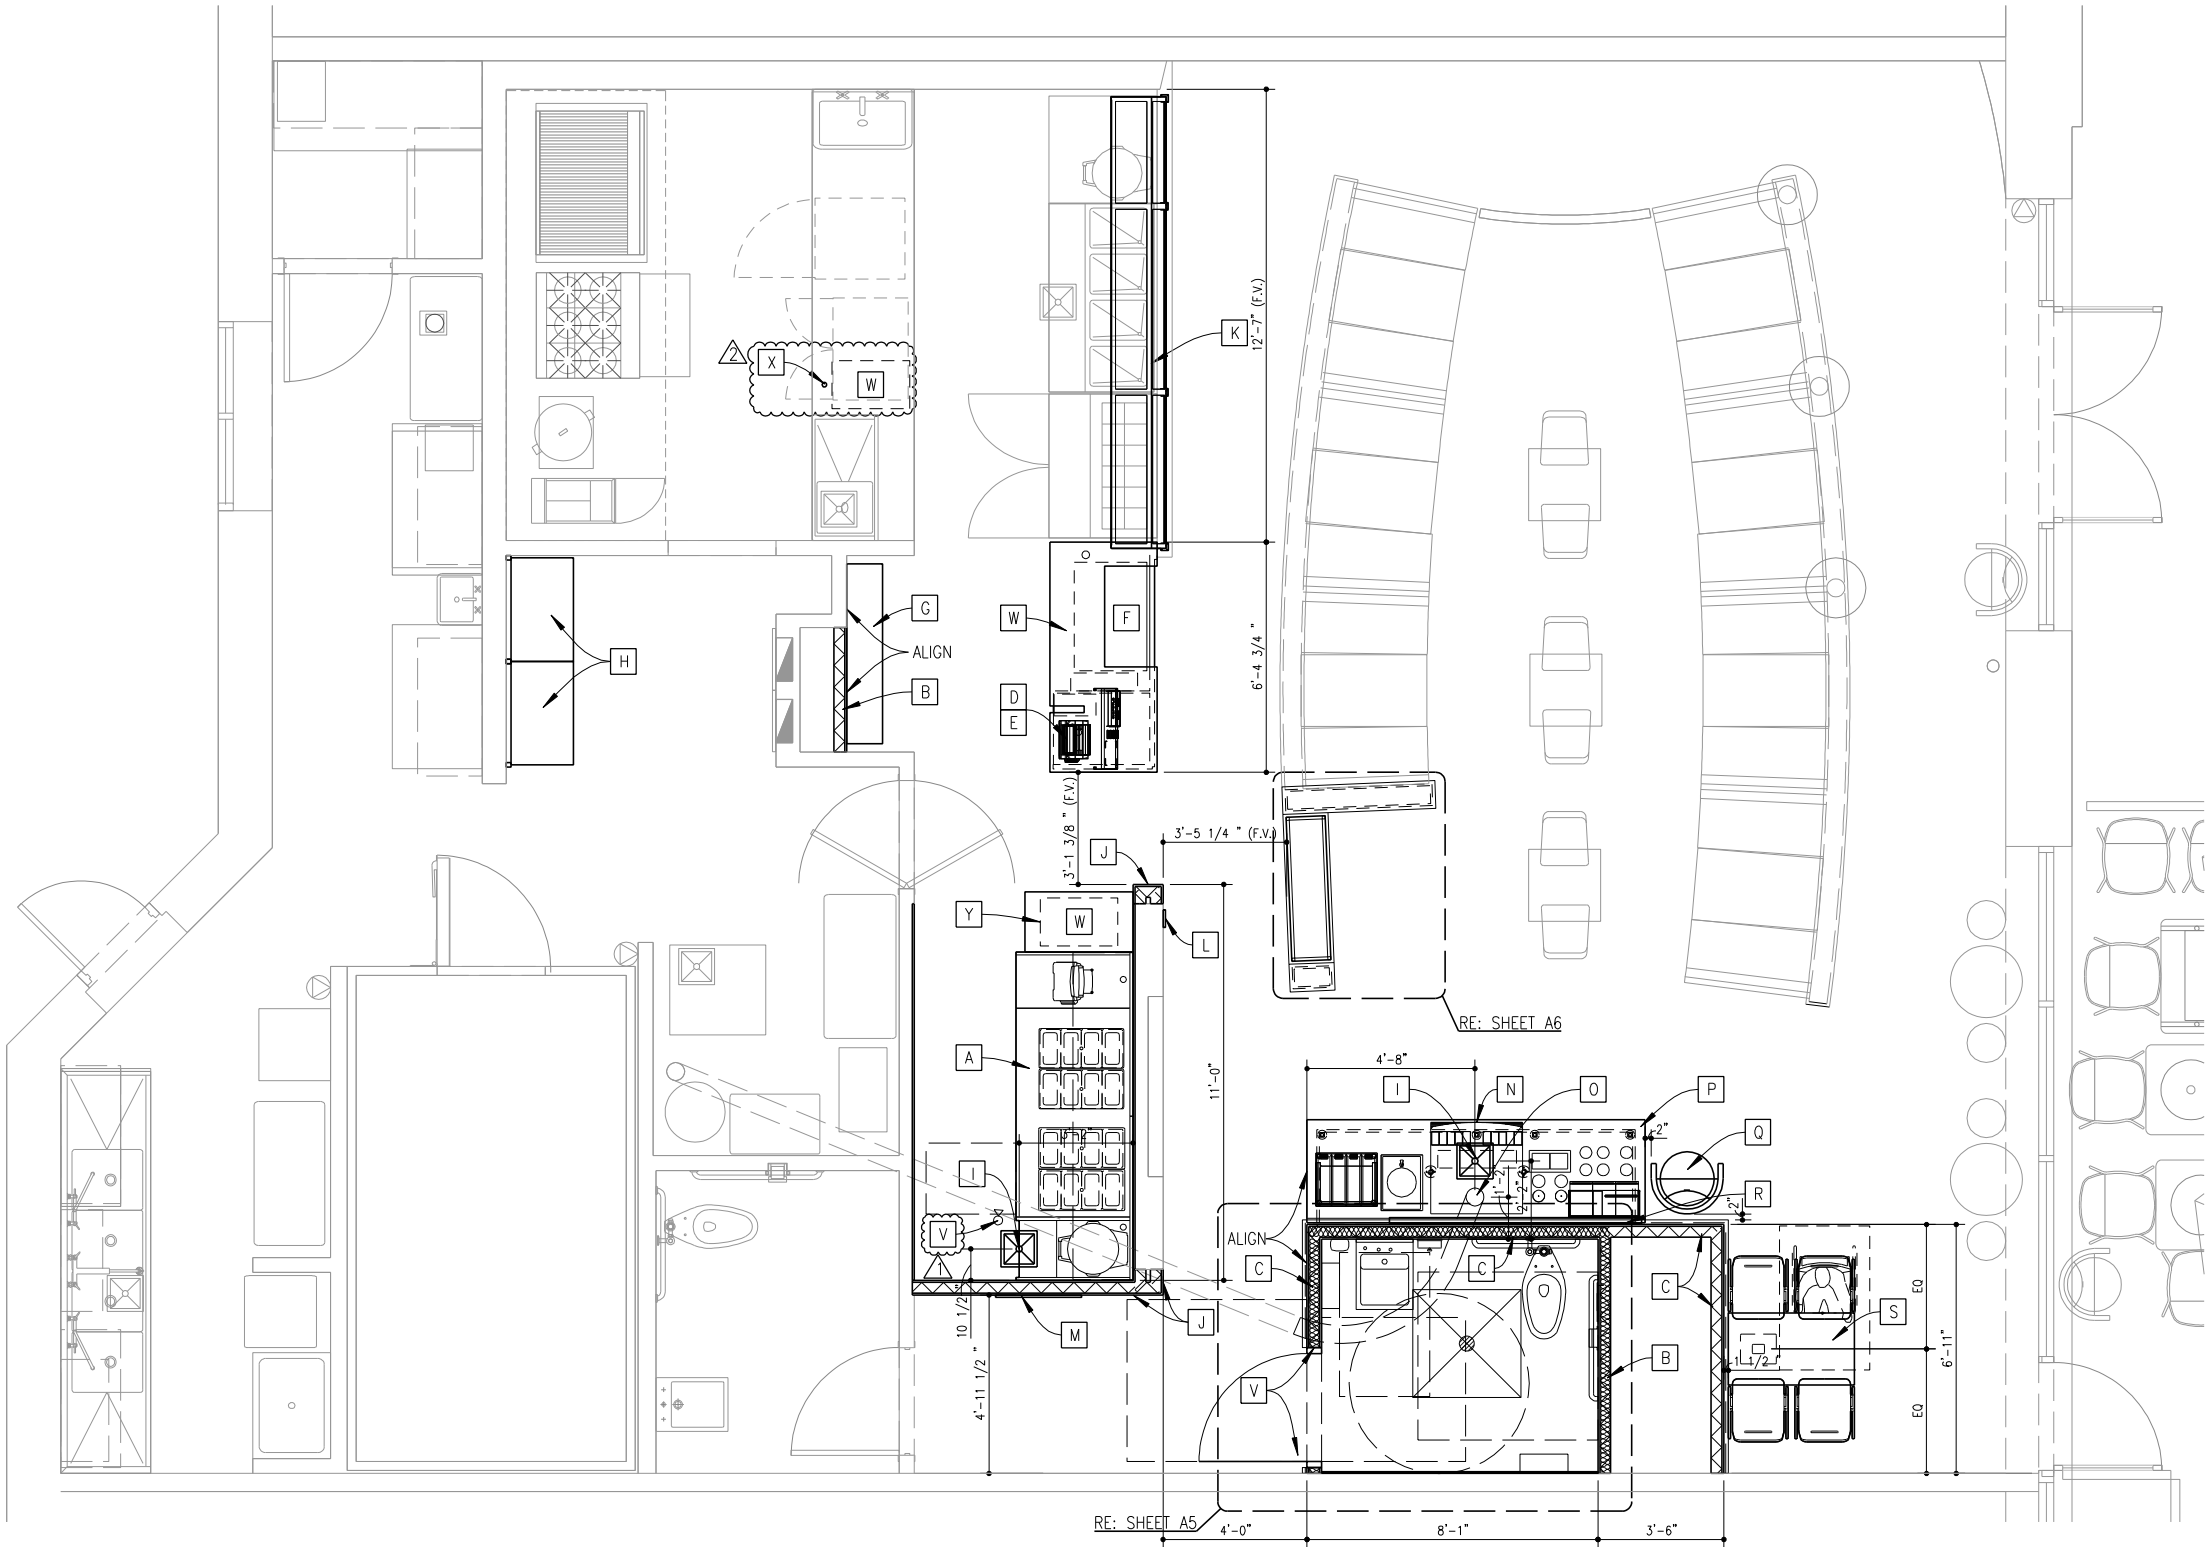 K
12'-7" (F.V.)
2
X
W
G
ALIGN
B
H
W
F
D
E
6'-4 3/4 "
3'-1 3/8 " (F.V.)
3'-5 1/4 " (F.V.)
J
Y
W
L
RE: SHEET A6
A
11'-0"
4'-8"
I
N
O
P
2"
Q
R
2"
I
V
1
10 1/2 "
4'-11 1/2 "
M
J
ALIGN
C
C
C
B
V
2'-2"
S
1 1/2
EQ
EQ
6'-11"
RE: SHEET A5
4'-0"
8'-1"
3'-6"